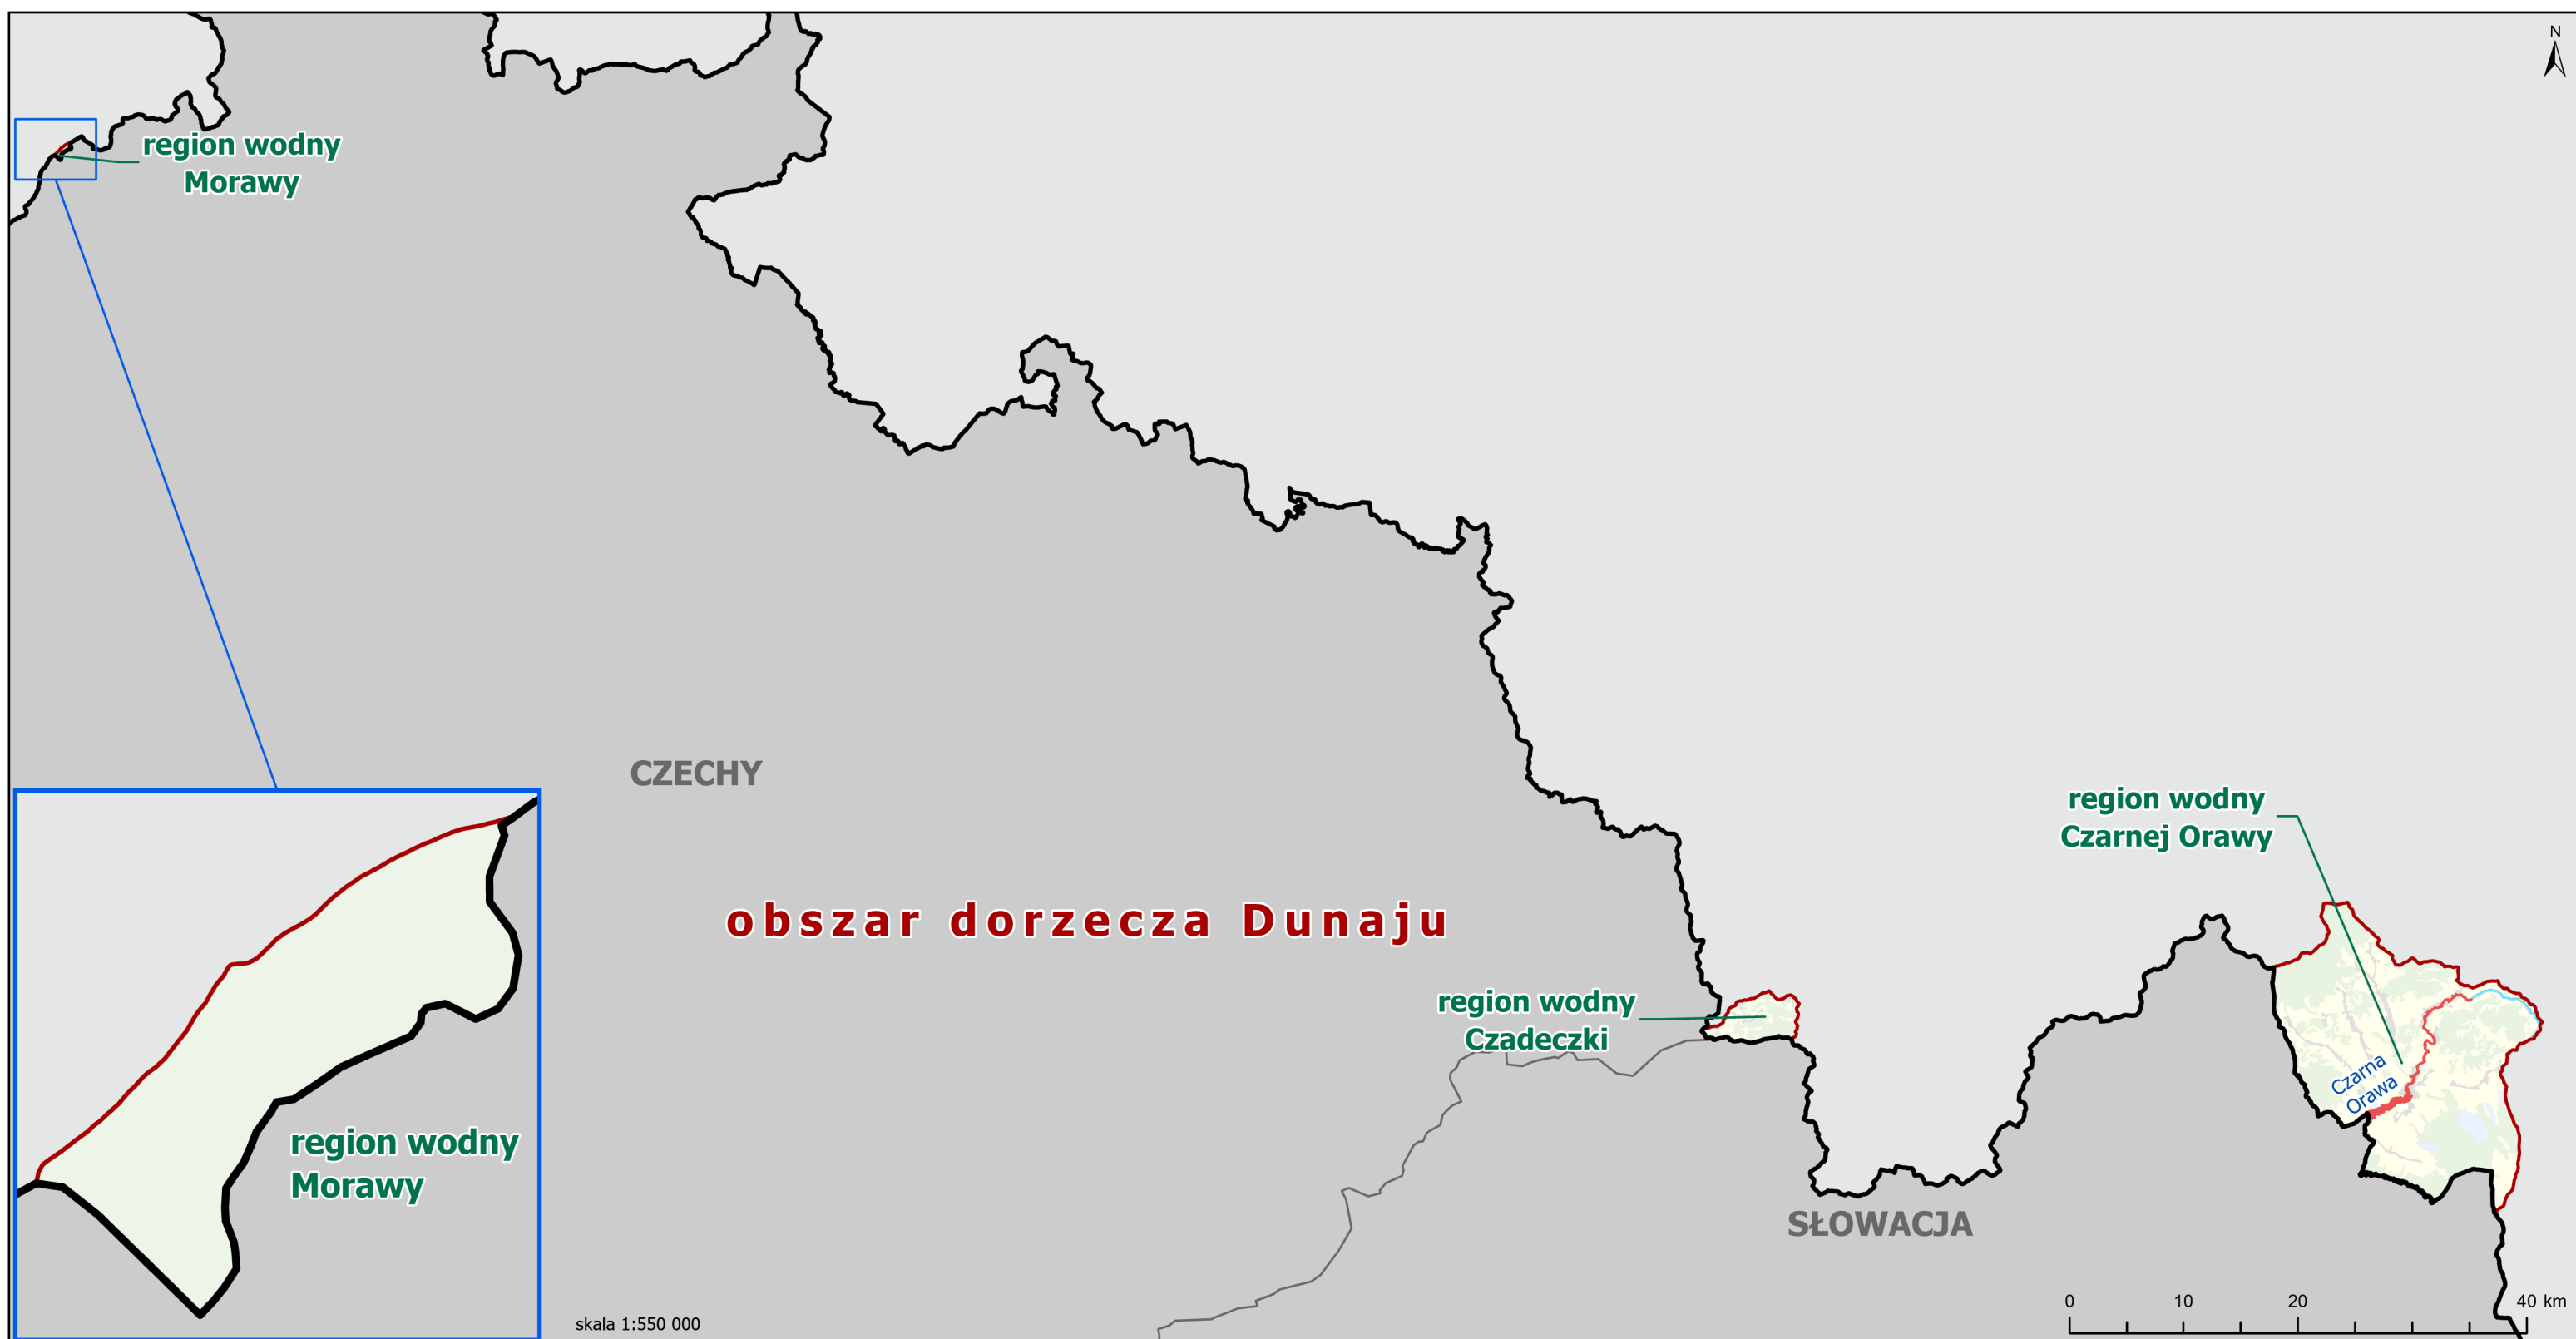 N
region wodny
Morawy
CZECHY
region wodny
Czarnej Orawy
obszar dorzecza Dunaju
region wodny
Czadeczki
Czarna
Orawa
region wodny
Morawy
SŁOWACJA
0 10 20 40 km
skala 1:550 000